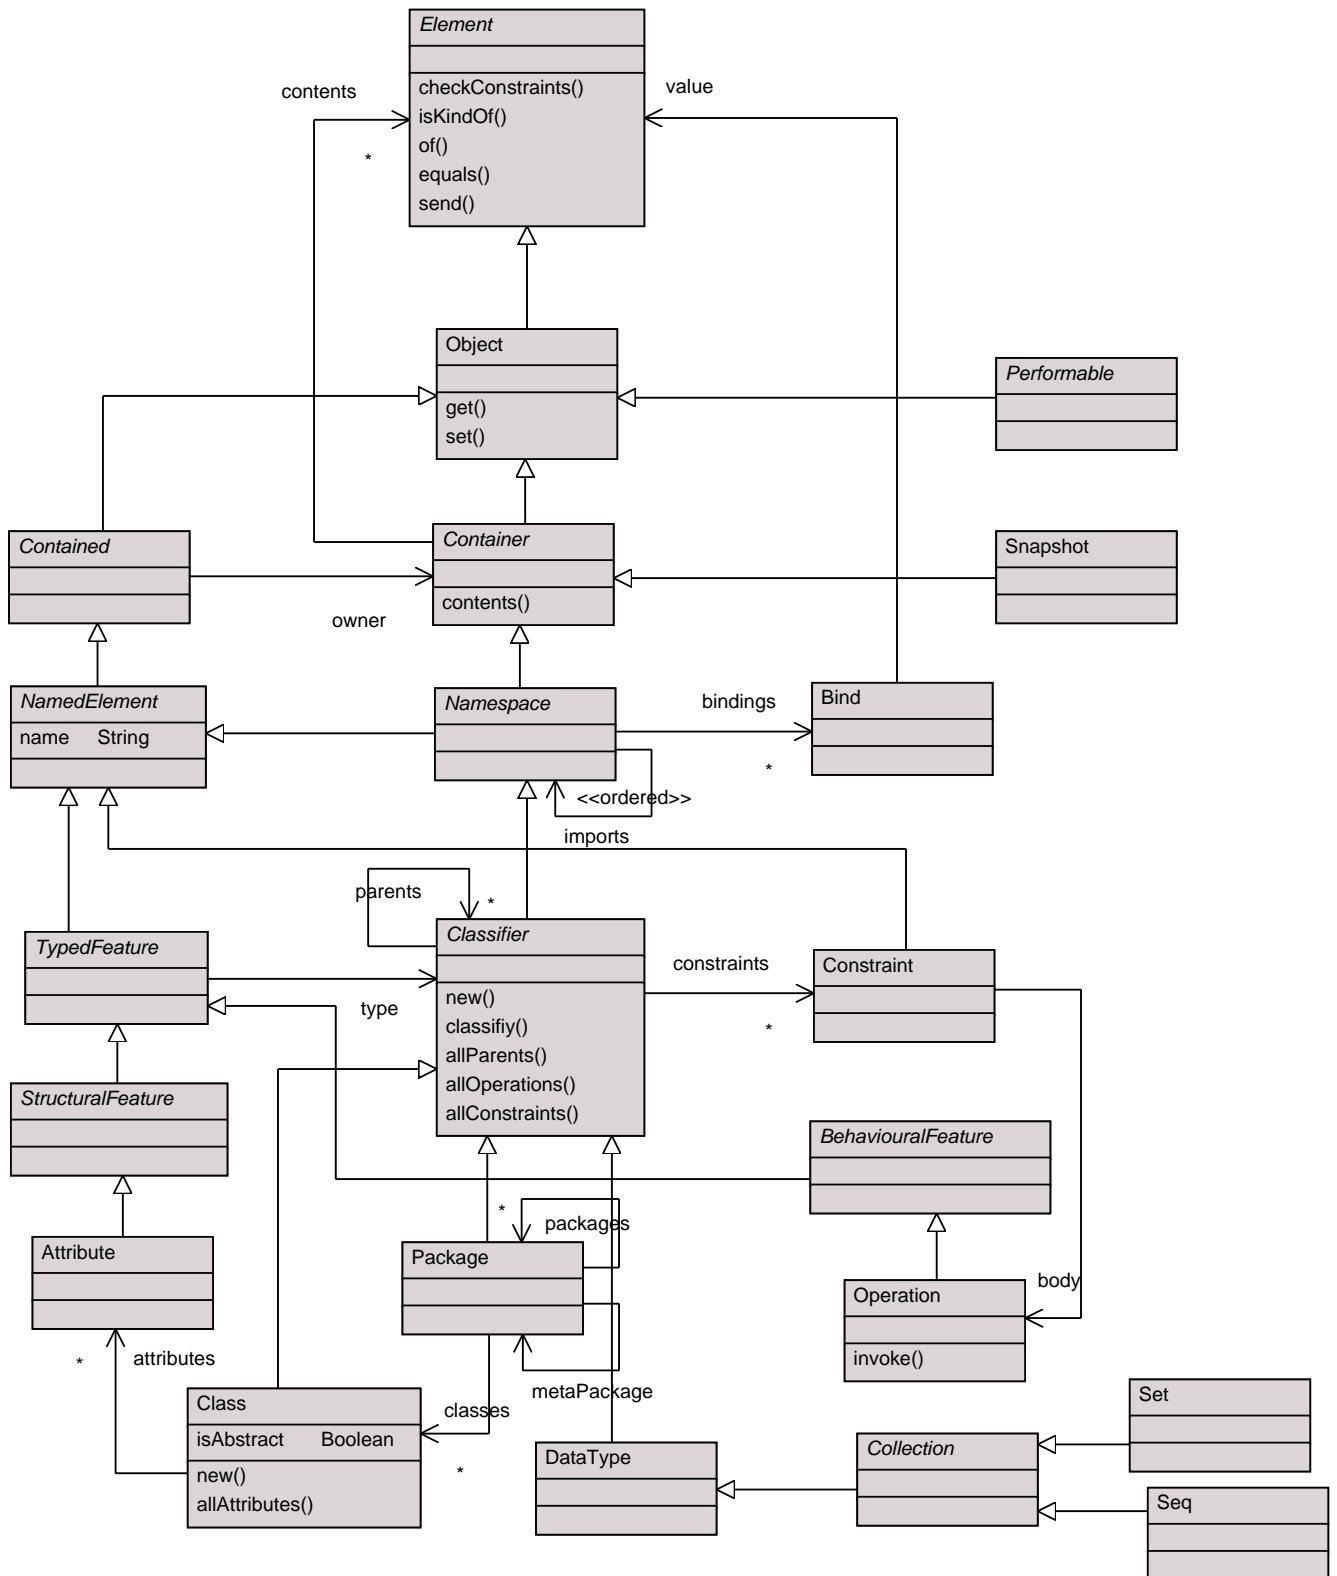 Element
contents
checkConstraints()
value
isKindOf()
*
of()
equals()
send()
Object
Performable
get()
set()
Contained
Container
Snapshot
contents()
owner
NamedElement
Namespace
bindings
Bind
name String
*
<<ordered>>
imports
parents
*
TypedFeature
Classifier
constraints
Constraint
type
new()
*
classifiy()
allParents()
allOperations()
allConstraints()
StructuralFeature
BehaviouralFeature
*
packages
Attribute
Package
body
Operation
*
attributes
invoke()
metaPackage
Class
classes
Set
isAbstract Boolean
*
DataType
Collection
new()
allAttributes()
Seq